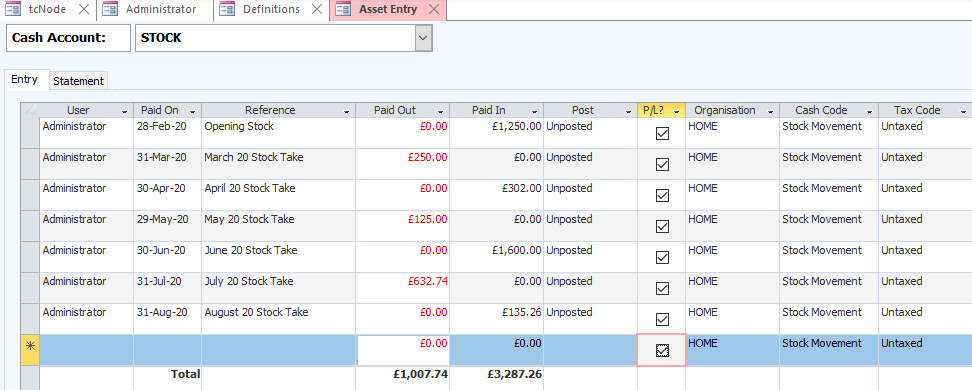 tcNode Administrator Definitions Asset Entry
Cash Account: STOCK
Entry Statement
User Paid On Reference Paid Out Paid In Post P/L? Organisation Cash Code Tax Code
Administrator 28-Feb-20 Opening Stock £0.00 £1,250.00 Unposted HOME Stock Movement Untaxed
Administrator 31-Mar-20 March 20 Stock Take £250.00 £0.00 Unposted HOME Stock Movement Untaxed
Administrator 30-Apr-20 April 20 Stock Take £0.00 £302.00 Unposted HOME Stock Movement Untaxed
Administrator 29-May-20 May 20 Stock Take £125.00 £0.00 Unposted HOME Stock Movement Untaxed
Administrator 30-Jun-20 June 20 Stock Take £0.00 £1,600.00 Unposted HOME Stock Movement Untaxed
Administrator 31-Jul-20 July 20 Stock Take £632.74 £0.00 Unposted HOME Stock Movement Untaxed
Administrator 31-Aug-20 August 20 Stock Take £0.00 £135.26 Unposted HOME Stock Movement Untaxed
* £0.00 £0.00 HOME Stock Movement Untaxed
Total £1,007.74 £3,287.26